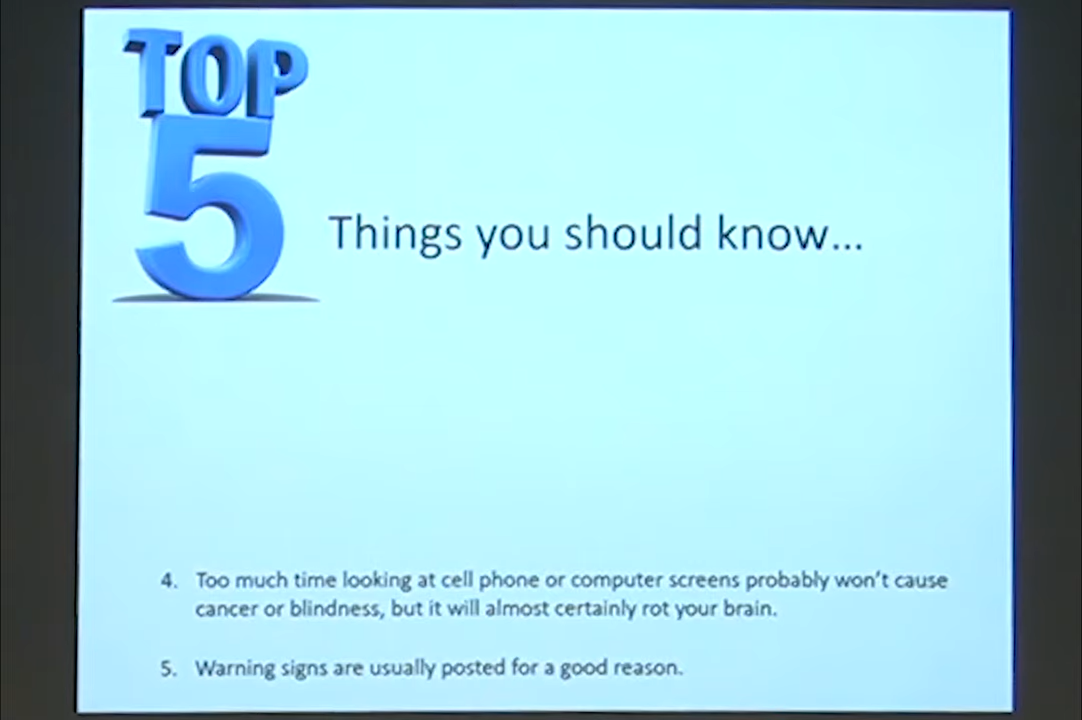 TOP
5
Things you should know...
4. Too much time looking at cell phone or computer screens probably won't cause
cancer or blindness, but it will almost certainly rot your brain.
5. Warning signs are usually posted for a good reason.